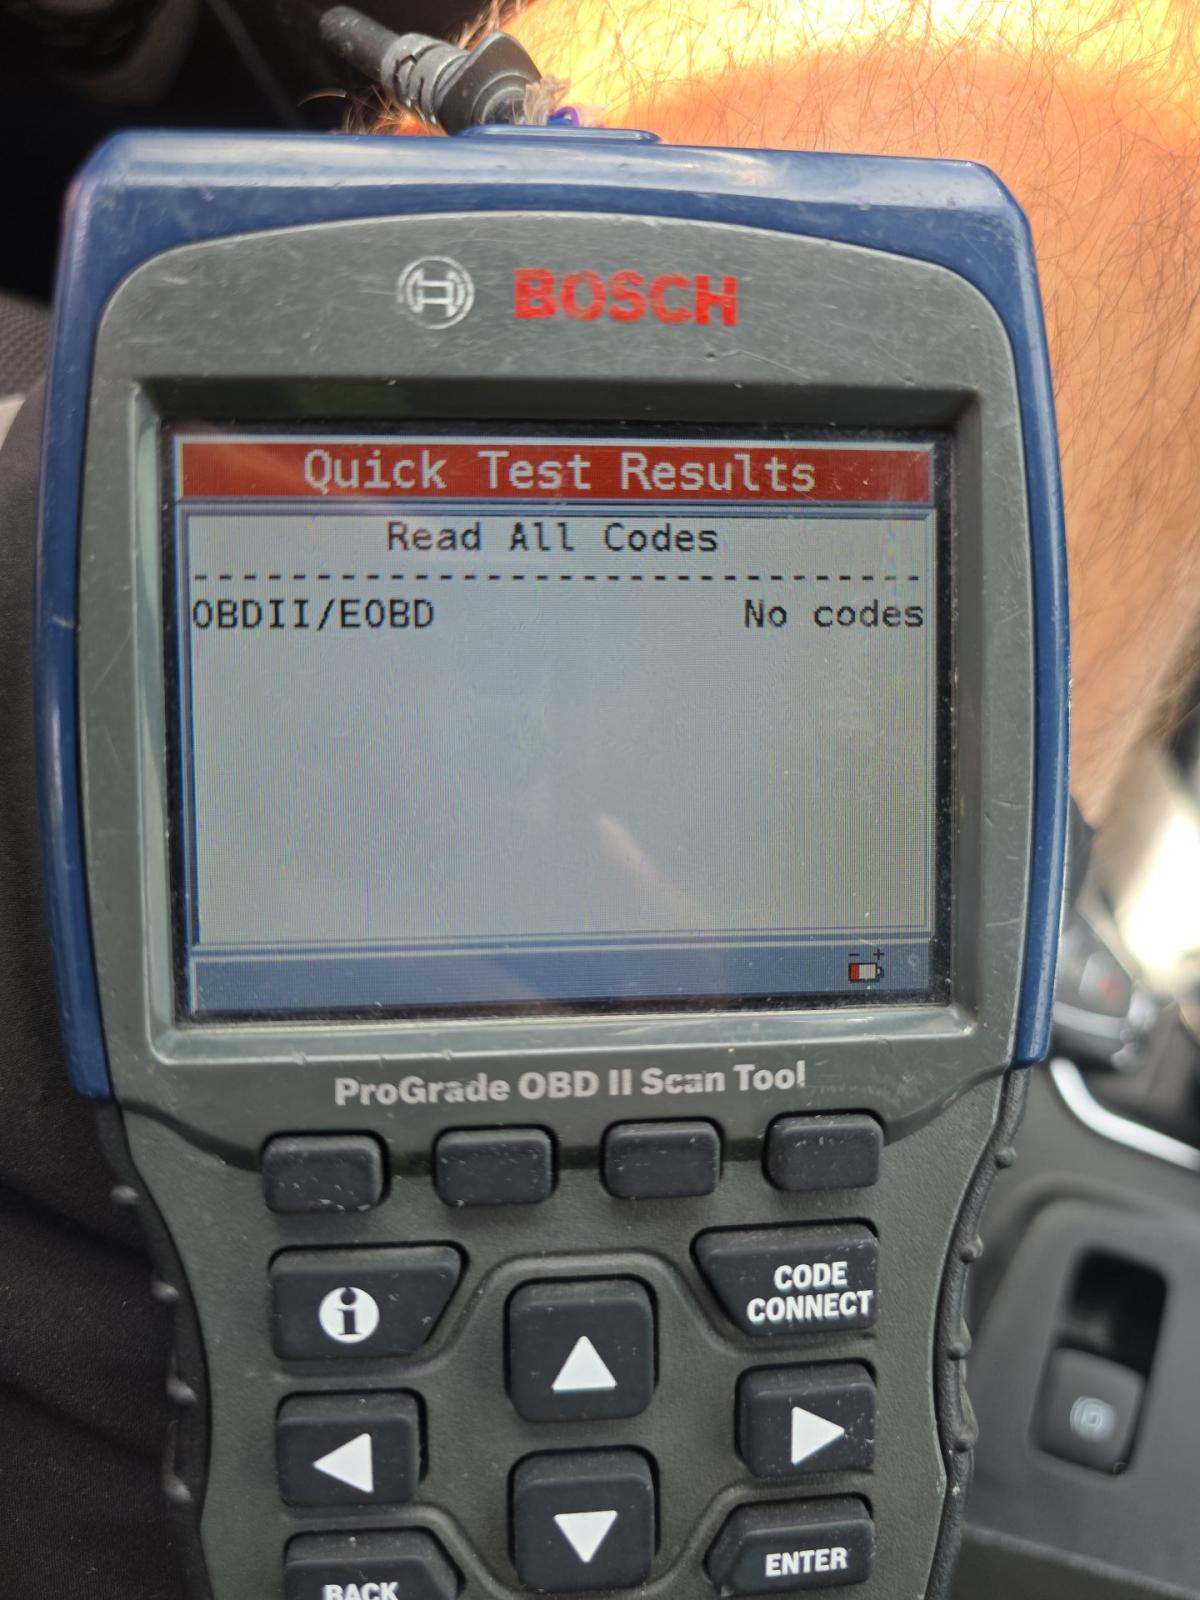 BOSCH
Quick Test Results
Read All Codes
OBDII/EOBD No codes
ProGrade OBD II Scan Tool
CODE
CONNECT
ENTER
BACK